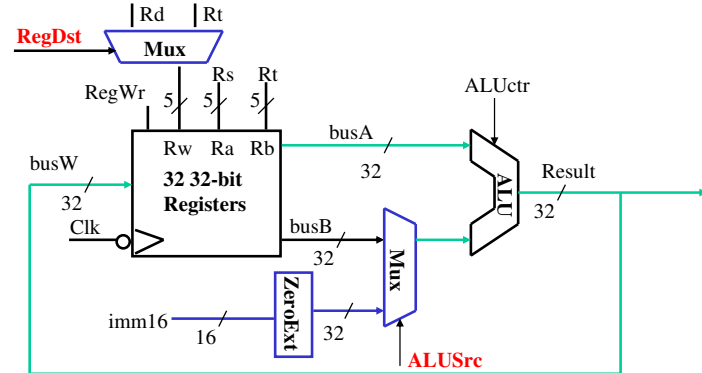 Rd Rt
RegDst
Mux
Rs Rt
RegWr
5 5 5
ALUctr
busA
32
Rw Ra Rb
busW
32
32 32-bit
Registers
ALU
Result
32
Clk
busB
32
Mux
ZeroExt
imm16
16
32
ALUSrc